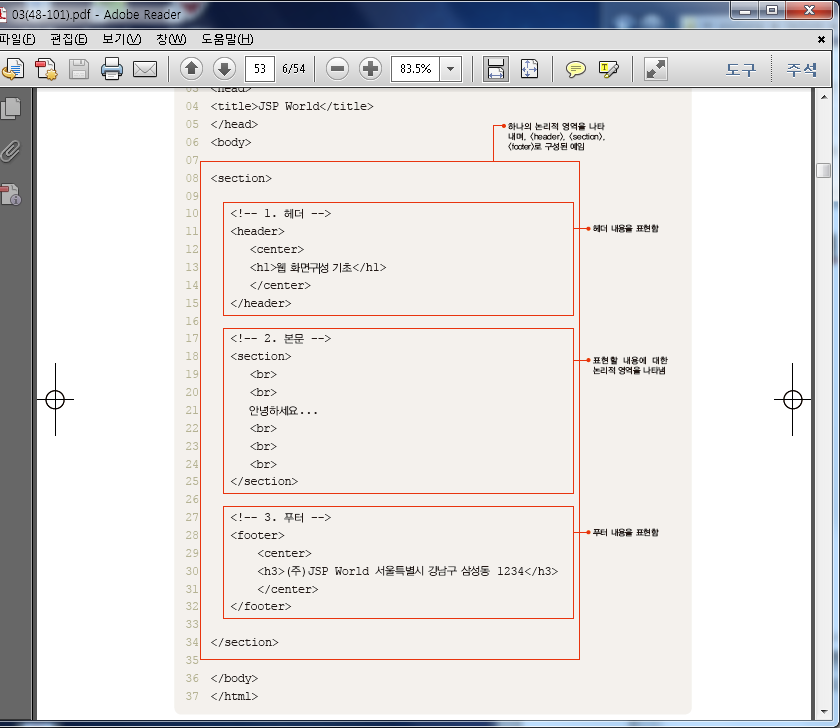 03(48-101).pdf - Adobe Reader
파일(F) 편집(E) 보기(V) 창(W) 도움말(H)
53 6/54 83.5% 도구 주석
03 <head>
04 <title>JSP World</title>
05 </head>
06 <body>
하나의 논리적 영역을 나타
내며, <header>, <section>,
<footer>로 구성된 예임
07
08 <section>
09
10 <!-- 1. 헤더 -->
11 <header>
헤더 내용을 표현함
12 <center>
13 <h1>웹 화면구성 기초</h1>
14 </center>
15 </header>
16
17 <!-- 2. 본문 -->
18 <section>
표현할 내용에 대한
논리적 영역을 나타냄
19 <br>
20 <br>
21 안녕하세요...
22 <br>
23 <br>
24 <br>
25 </section>
26
27 <!-- 3. 푸터 -->
28 <footer>
푸터 내용을 표현함
29 <center>
30 <h3>(주)JSP World 서울특별시 강남구 삼성동 1234</h3>
31 </center>
32 </footer>
33
34 </section>
35
36 </body>
37 </html>